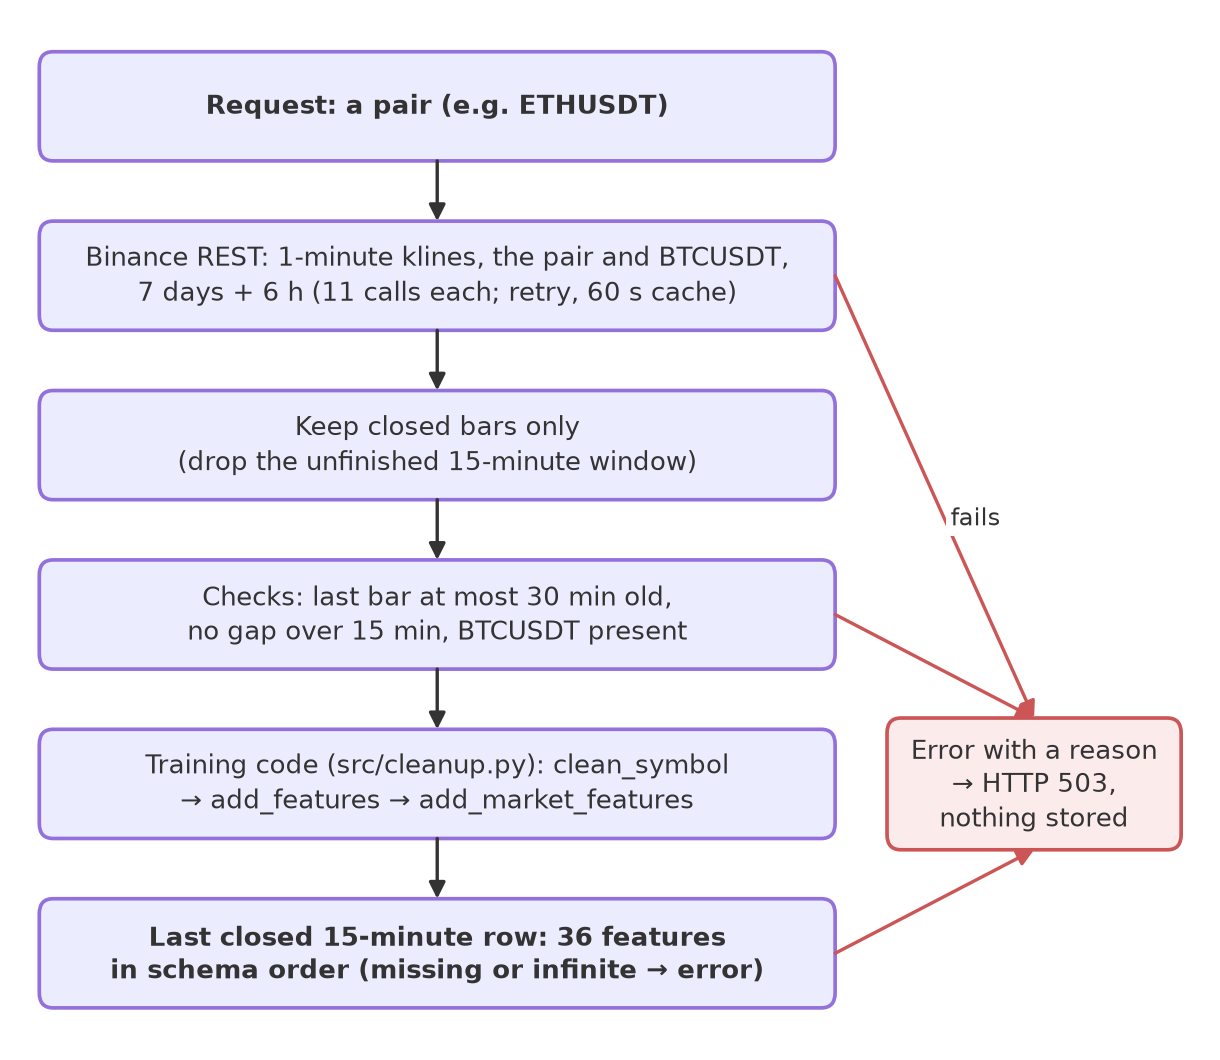 Request: a pair (e.g. ETHUSDT)
Binance REST: 1-minute klines, the pair and BTCUSDT,
7 days + 6 h (11 calls each; retry, 60 s cache)
Keep closed bars only
(drop the unfinished 15-minute window)
fails
Checks: last bar at most 30 min old,
no gap over 15 min, BTCUSDT present
Training code (src/cleanup.py): clean_symbol
→ add_features → add_market_features
Error with a reason
→ HTTP 503,
nothing stored
Last closed 15-minute row: 36 features
in schema order (missing or infinite → error)